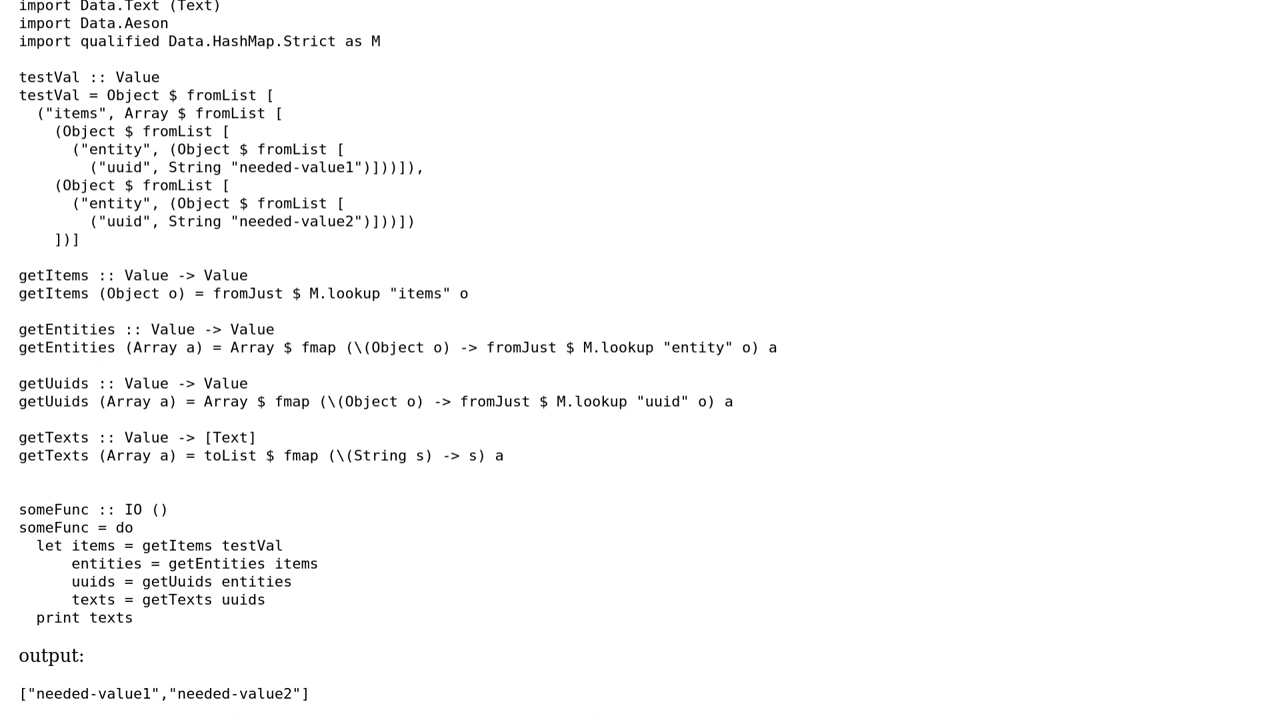 import Data.Text (Text)
import Data.Aeson
import qualified Data.HashMap.Strict as M

testVal :: Value
testVal = Object $ fromList [
  ("items", Array $ fromList [
    (Object $ fromList [
      ("entity", (Object $ fromList [
        ("uuid", String "needed-value1")]))]),
    (Object $ fromList [
      ("entity", (Object $ fromList [
        ("uuid", String "needed-value2")]))])
    ])]

getItems :: Value -> Value
getItems (Object o) = fromJust $ M.lookup "items" o

getEntities :: Value -> Value
getEntities (Array a) = Array $ fmap (\(Object o) -> fromJust $ M.lookup "entity" o) a

getUuids :: Value -> Value
getUuids (Array a) = Array $ fmap (\(Object o) -> fromJust $ M.lookup "uuid" o) a

getTexts :: Value -> [Text]
getTexts (Array a) = toList $ fmap (\(String s) -> s) a


someFunc :: IO ()
someFunc = do
  let items = getItems testVal
      entities = getEntities items
      uuids = getUuids entities
      texts = getTexts uuids
  print texts

output:

["needed-value1","needed-value2"]